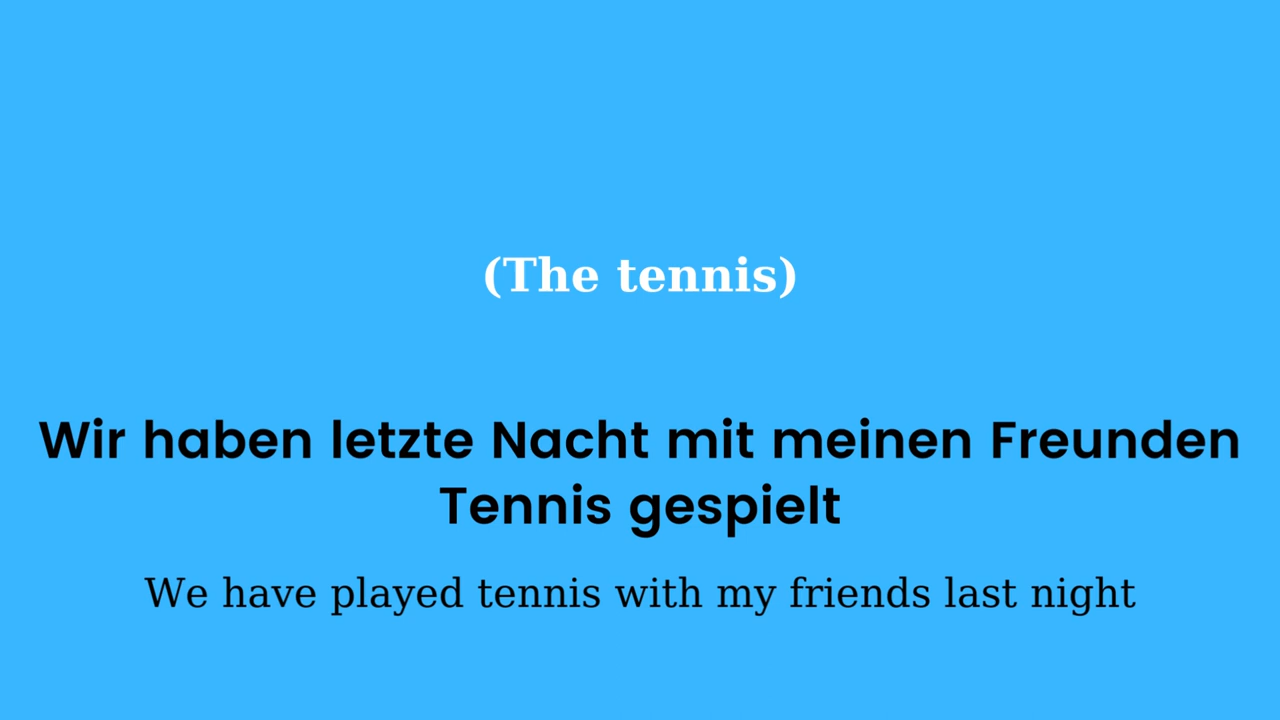 (The tennis)
Wir haben letzte Nacht mit meinen Freunden
Tennis gespielt
We have played tennis with my friends last night